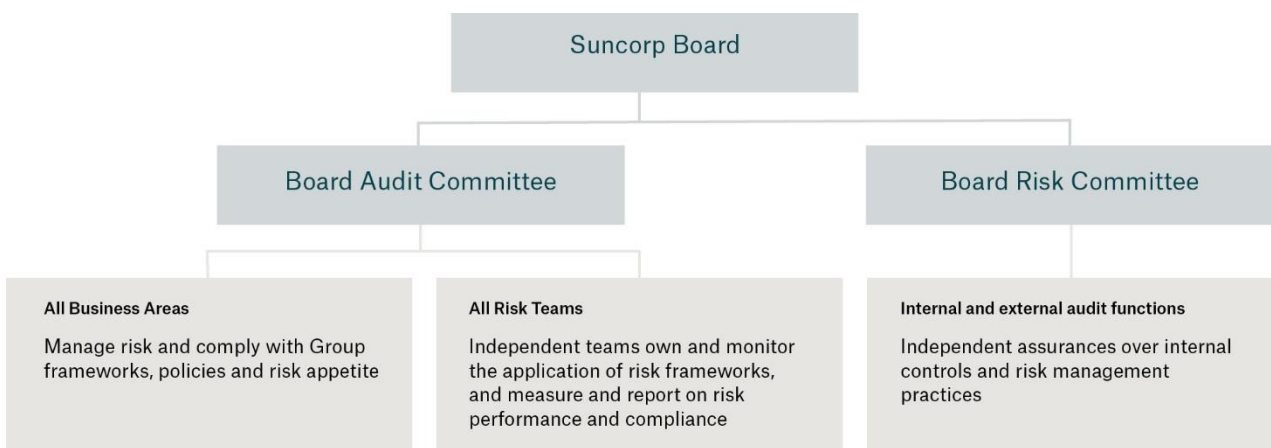 Suncorp Board
Board Audit Committee
Board Risk Committee
All Business Areas
Manage risk and comply with Group
frameworks, policies and risk appetite
All Risk Teams
Independent teams own and monitor
the application of risk frameworks,
and measure and report on risk
performance and compliance
Internal and external audit functions
Independent assurances over internal
controls and risk management
practices